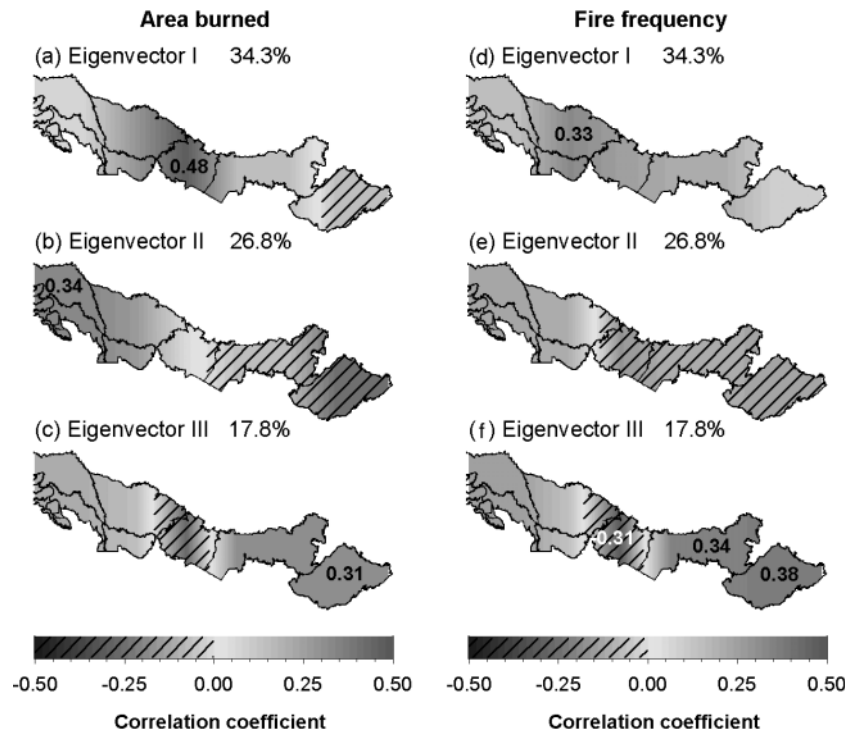 Area burned
Fire frequency
(a) Eigenvector I 34.3%
(d) Eigenvector I 34.3%
0.48
0.33
(b) Eigenvector II 26.8%
(e) Eigenvector II 26.8%
0.34
(c) Eigenvector III 17.8%
(f) Eigenvector III 17.8%
0.31
-0.31
0.34
0.38
-0.50 -0.25 0.00 0.25 0.50
-0.50 -0.25 0.00 0.25 0.50
Correlation coefficient
Correlation coefficient